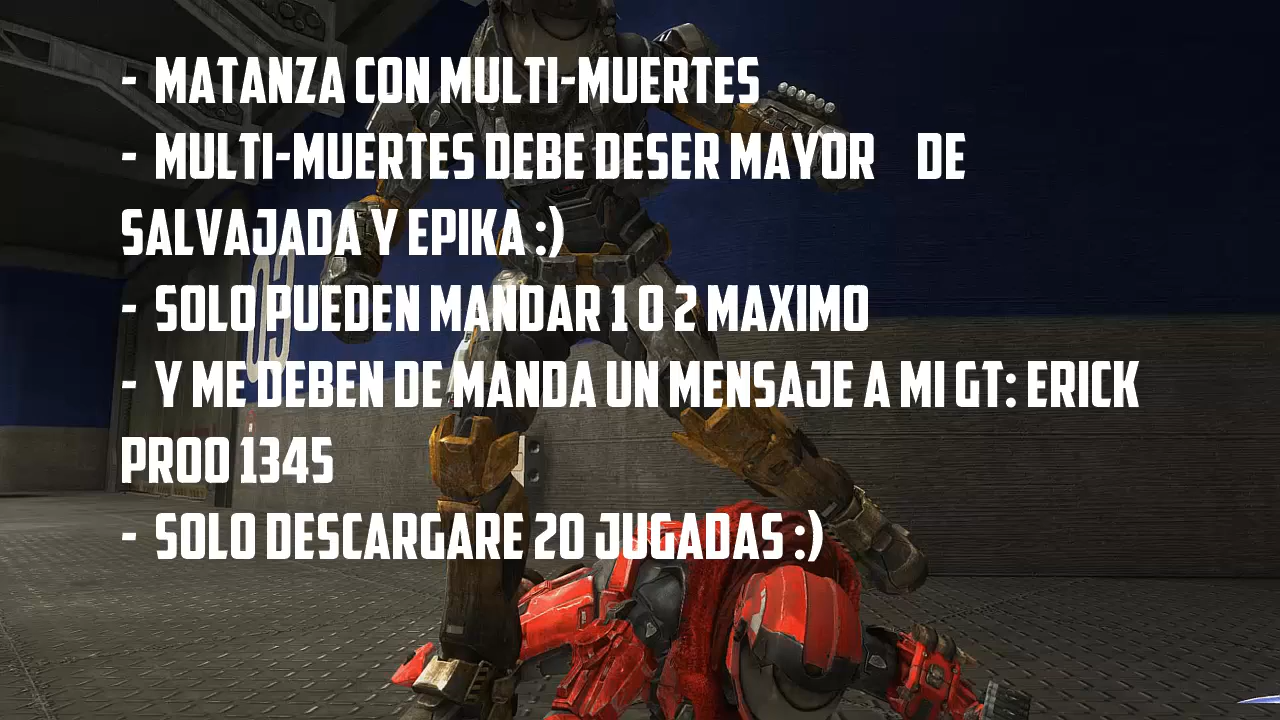 - MATANZA CON MULTI-MUERTES
- MULTI-MUERTES DEBE DESER MAYOR DE
SALVAJADA Y EPIKA :)
- SOLO PUEDEN MANDAR 1 O 2 MAXIMO
- Y ME DEBEN DE MANDA UN MENSAJE A MI GT: ERICK
PROO 1345
- SOLO DESCARGARE 20 JUGADAS :)
03